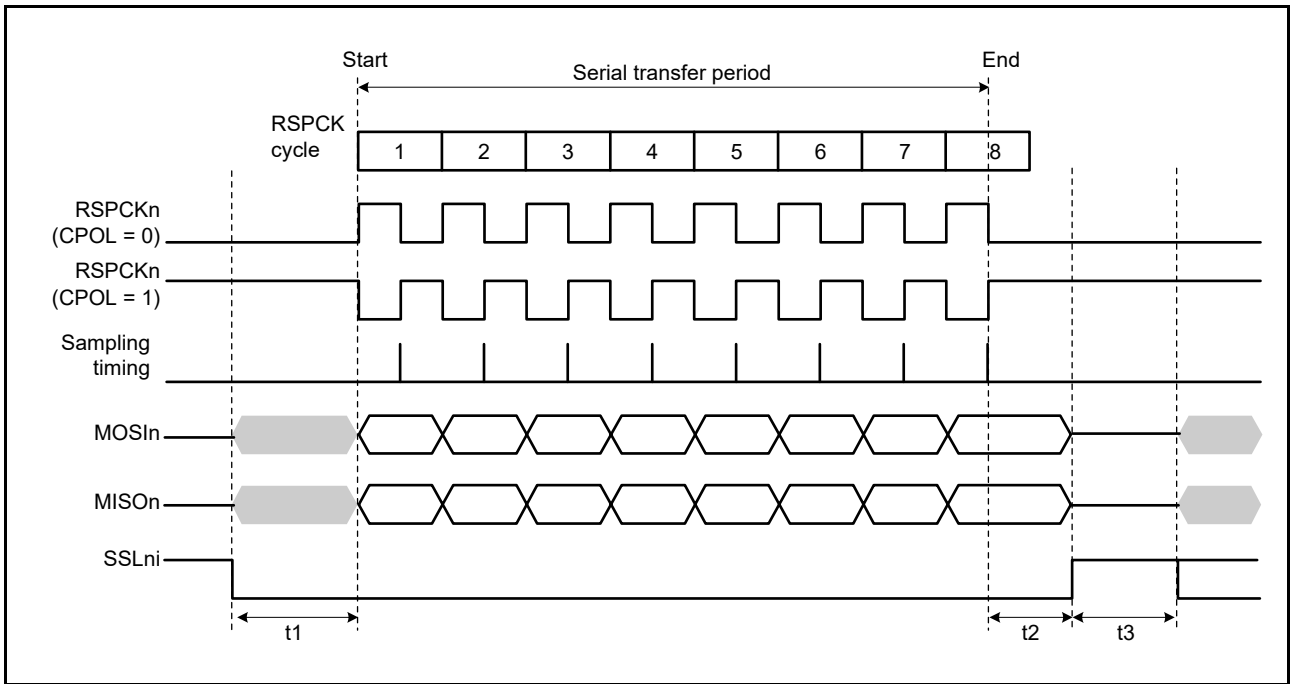 Start
End
Serial transfer period
RSPCK
cycle
1 2 3 4 5 6 7 8
RSPCKn
(CPOL = 0)
RSPCKn
(CPOL = 1)
Sampling
timing
MOSIn
MISOn
SSLni
t1
t2
t3